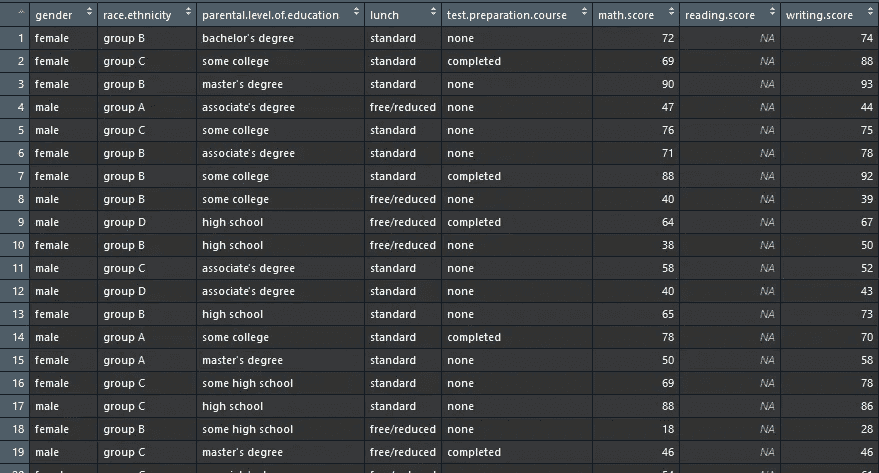 gender race.ethnicity parental.level.of.education lunch test.preparation.course math.score reading.score writing.score
1 female group B bachelor's degree standard none 72 NA 74
2 female group C some college standard completed 69 NA 88
3 female group B master's degree standard none 90 NA 93
4 male group A associate's degree free/reduced none 47 NA 44
5 male group C some college standard none 76 NA 75
6 female group B associate's degree standard none 71 NA 78
7 female group B some college standard completed 88 NA 92
8 male group B some college free/reduced none 40 NA 39
9 male group D high school free/reduced completed 64 NA 67
10 female group B high school free/reduced none 38 NA 50
11 male group C associate's degree standard none 58 NA 52
12 male group D associate's degree standard none 40 NA 43
13 female group B high school standard none 65 NA 73
14 male group A some college standard completed 78 NA 70
15 female group A master's degree standard none 50 NA 58
16 female group C some high school standard none 69 NA 78
17 male group C high school standard none 88 NA 86
18 female group B some high school free/reduced none 18 NA 28
19 male group C master's degree free/reduced completed 46 NA 46